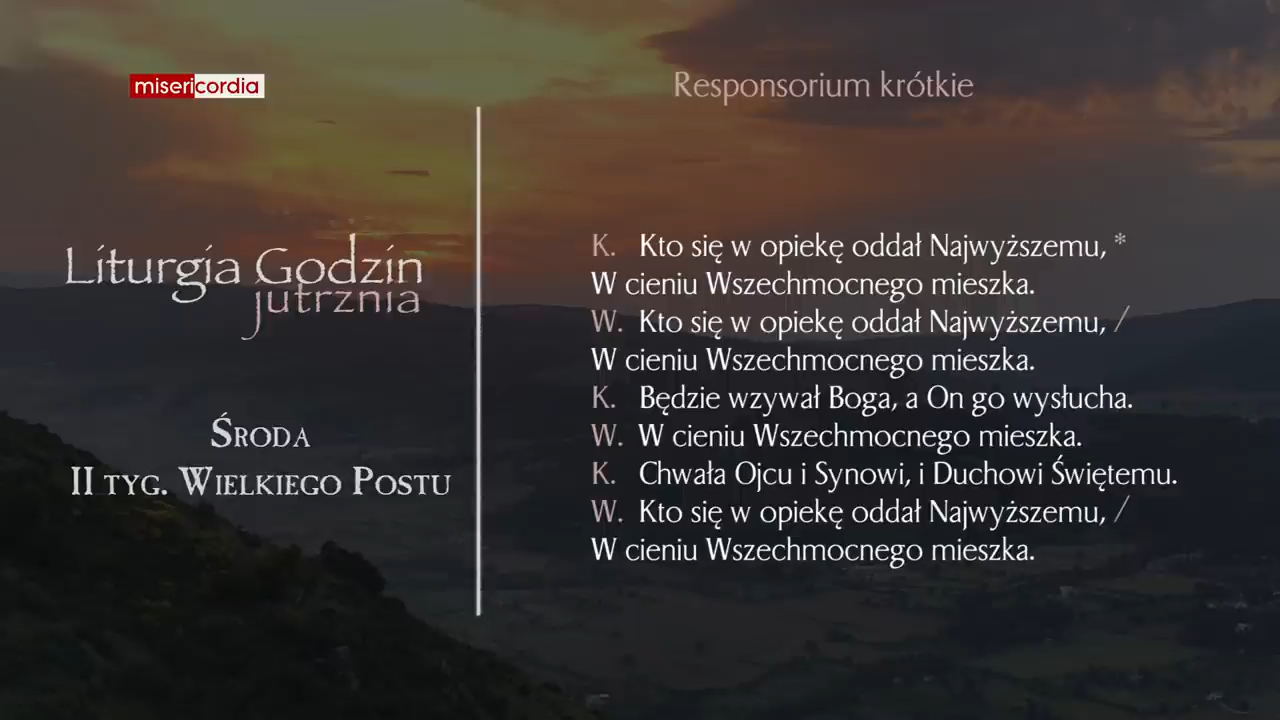 misericordia
Liturgia Godzin
jutrznia
Środa
II tyg. Wielkiego Postu
Responsorium krótkie
K. Kto się w opiekę oddał Najwyższemu, *
W cieniu Wszechmocnego mieszka.
W. Kto się w opiekę oddał Najwyższemu, /
W cieniu Wszechmocnego mieszka.
K. Będzie wzywał Boga, a On go wysłucha.
W. W cieniu Wszechmocnego mieszka.
K. Chwała Ojcu i Synowi, i Duchowi Świętemu.
W. Kto się w opiekę oddał Najwyższemu, /
W cieniu Wszechmocnego mieszka.